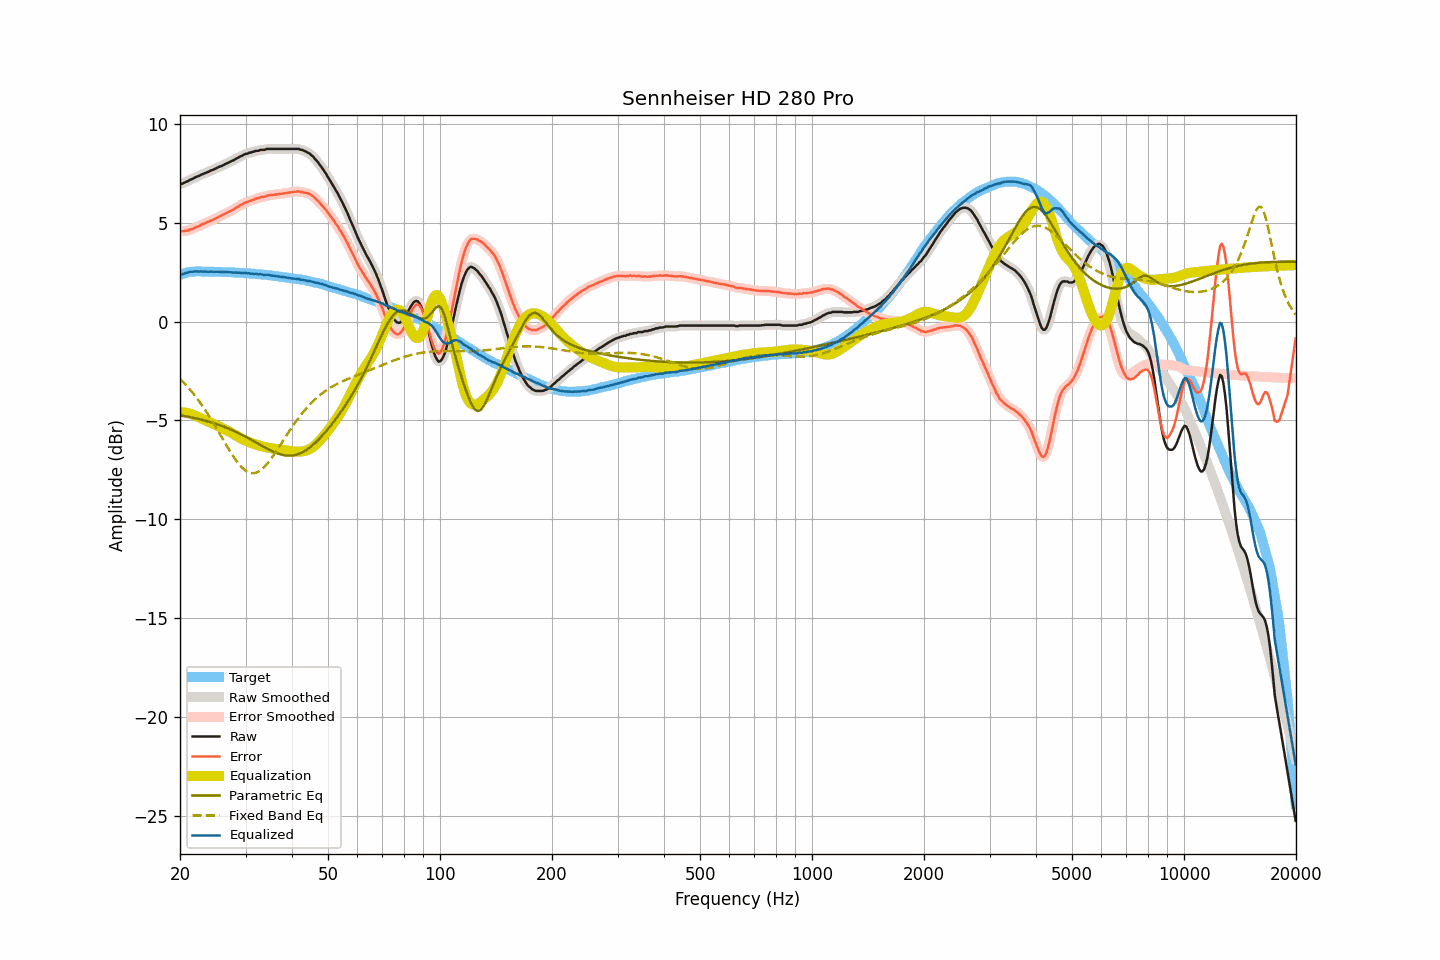 Sennheiser HD 280 Pro
10
5
0
−5
−10
−15
−20
−25
Amplitude (dBr)
Target
Raw Smoothed
Error Smoothed
Raw
Error
Equalization
Parametric Eq
Fixed Band Eq
Equalized
20 50 100 200 500 1000 2000 5000 10000 20000
Frequency (Hz)